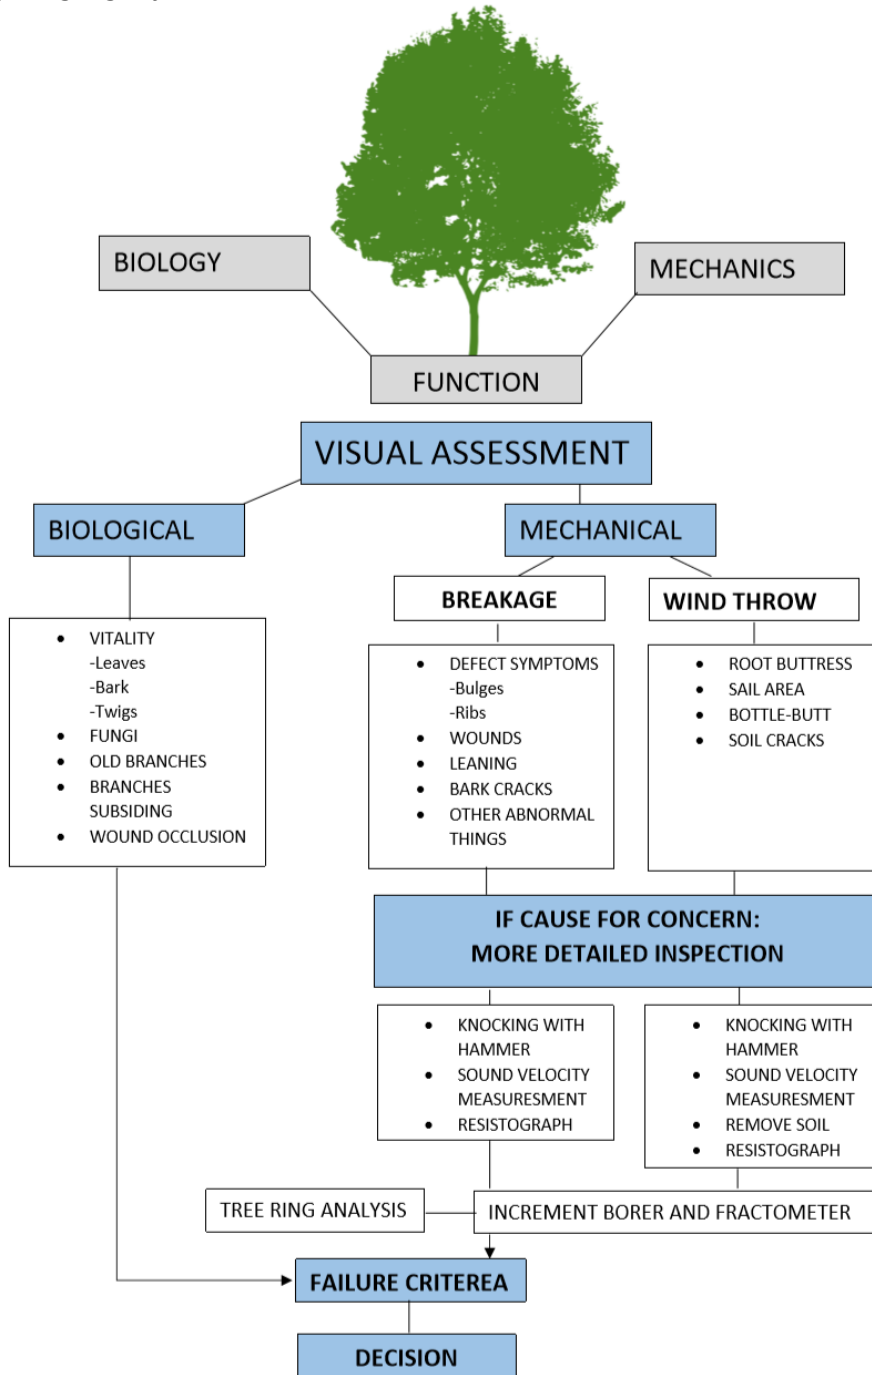 BIOLOGY
MECHANICS
FUNCTION
VISUAL ASSESSMENT
BIOLOGICAL
MECHANICAL
BREAKAGE
WIND THROW
• VITALITY
-Leaves
-Bark
-Twigs
• FUNGI
• OLD BRANCHES
• BRANCHES
SUBSIDING
• WOUND OCCLUSION
• DEFECT SYMPTOMS
-Bulges
-Ribs
• WOUNDS
• LEANING
• BARK CRACKS
• OTHER ABNORMAL
THINGS
• ROOT BUTTRESS
• SAIL AREA
• BOTTLE-BUTT
• SOIL CRACKS
IF CAUSE FOR CONCERN:
MORE DETAILED INSPECTION
• KNOCKING WITH
HAMMER
• SOUND VELOCITY
MEASURESMENT
• RESISTOGRAPH
• KNOCKING WITH
HAMMER
• SOUND VELOCITY
MEASURESMENT
• REMOVE SOIL
• RESISTOGRAPH
TREE RING ANALYSIS
INCREMENT BORER AND FRACTOMETER
FAILURE CRITEREA
DECISION